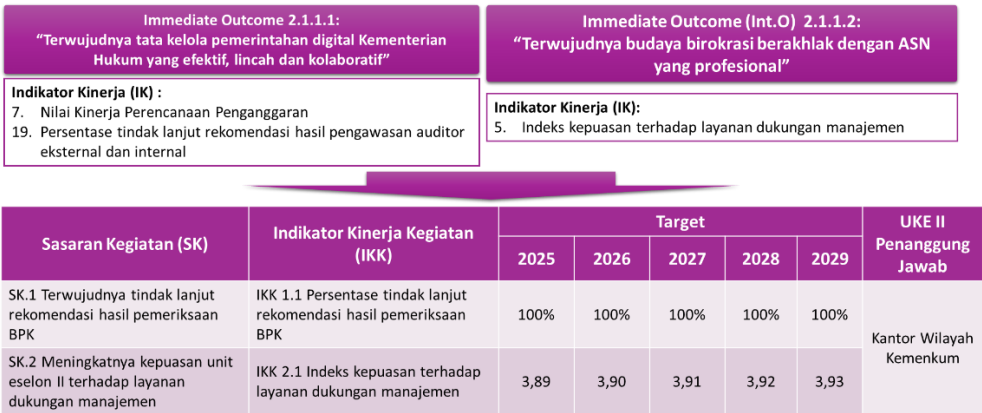 Immediate Outcome 2.1.1.1:
“Terwujudnya tata kelola pemerintahan digital Kementerian
Hukum yang efektif, lincah dan kolaboratif”
Indikator Kinerja (IK) :
7. Nilai Kinerja Perencanaan Penganggaran
19. Persentase tindak lanjut rekomendasi hasil pengawasan auditor
eksternal dan internal
Immediate Outcome (Int.O) 2.1.1.2:
“Terwujudnya budaya birokrasi berakhlak dengan ASN
yang profesional”
Indikator Kinerja (IK):
5. Indeks kepuasan terhadap layanan dukungan manajemen
Sasaran Kegiatan (SK)
Indikator Kinerja Kegiatan
(IKK)
Target
2025 2026 2027 2028 2029
UKE II
Penanggung
Jawab
SK.1 Terwujudnya tindak lanjut
rekomendasi hasil pemeriksaan
BPK
IKK 1.1 Persentase tindak lanjut
rekomendasi hasil pemeriksaan
BPK
100% 100% 100% 100% 100%
Kantor Wilayah
Kemenkum
SK.2 Meningkatnya kepuasan unit
eselon II terhadap layanan
dukungan manajemen
IKK 2.1 Indeks kepuasan terhadap
layanan dukungan manajemen
3,89 3,90 3,91 3,92 3,93